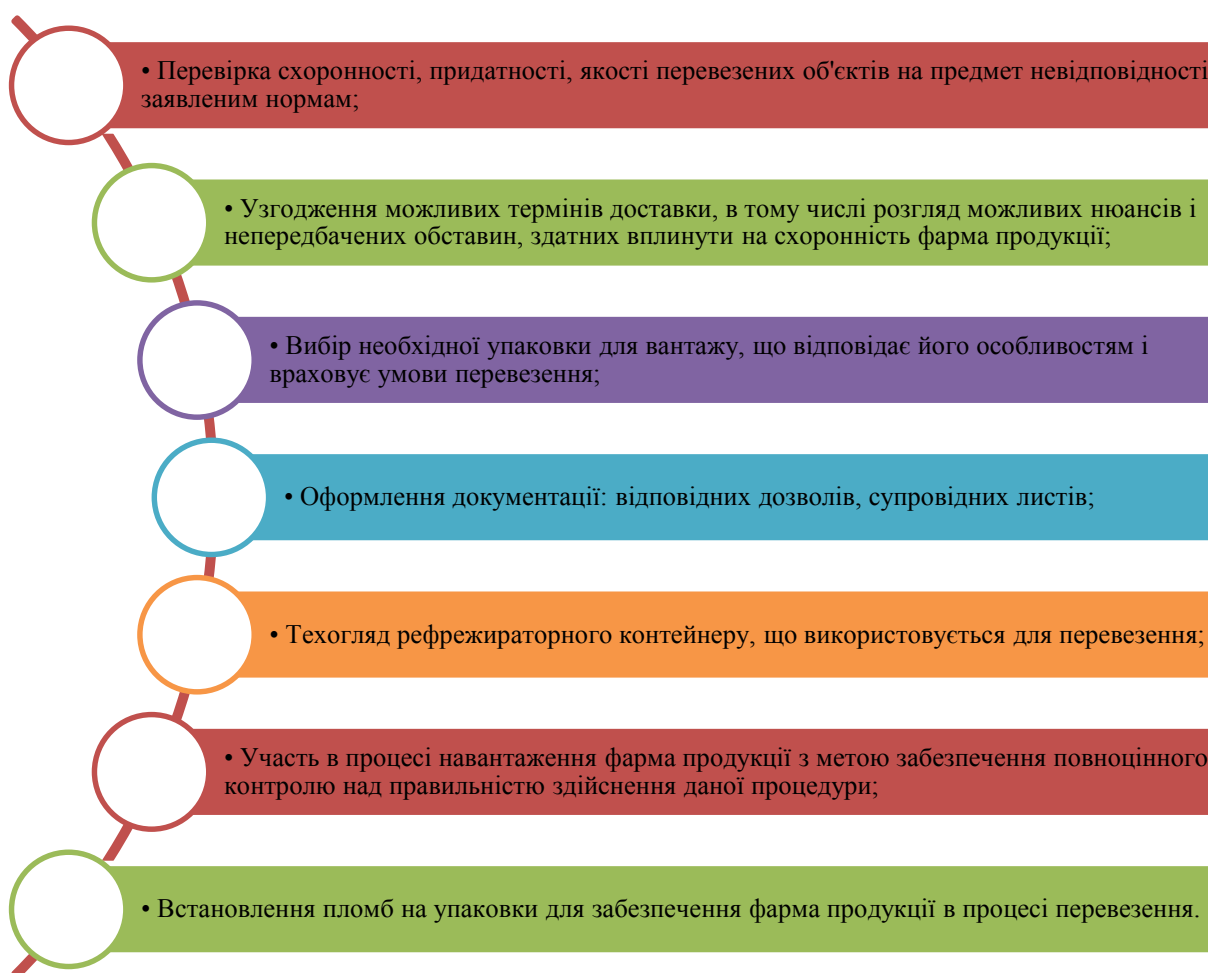 • Перевірка схоронності, придатності, якості перевезених об'єктів на предмет невідповідності
заявленим нормам;
• Узгодження можливих термінів доставки, в тому числі розгляд можливих нюансів і
непередбачених обставин, здатних вплинути на схоронність фарма продукції;
• Вибір необхідної упаковки для вантажу, що відповідає його особливостям і
враховує умови перевезення;
• Оформлення документації: відповідних дозволів, супровідних листів;
• Техогляд рефрежираторного контейнеру, що використовується для перевезення;
• Участь в процесі навантаження фарма продукції з метою забезпечення повноцінного
контролю над правильністю здійснення даної процедури;
• Встановлення пломб на упаковки для забезпечення фарма продукції в процесі перевезення.